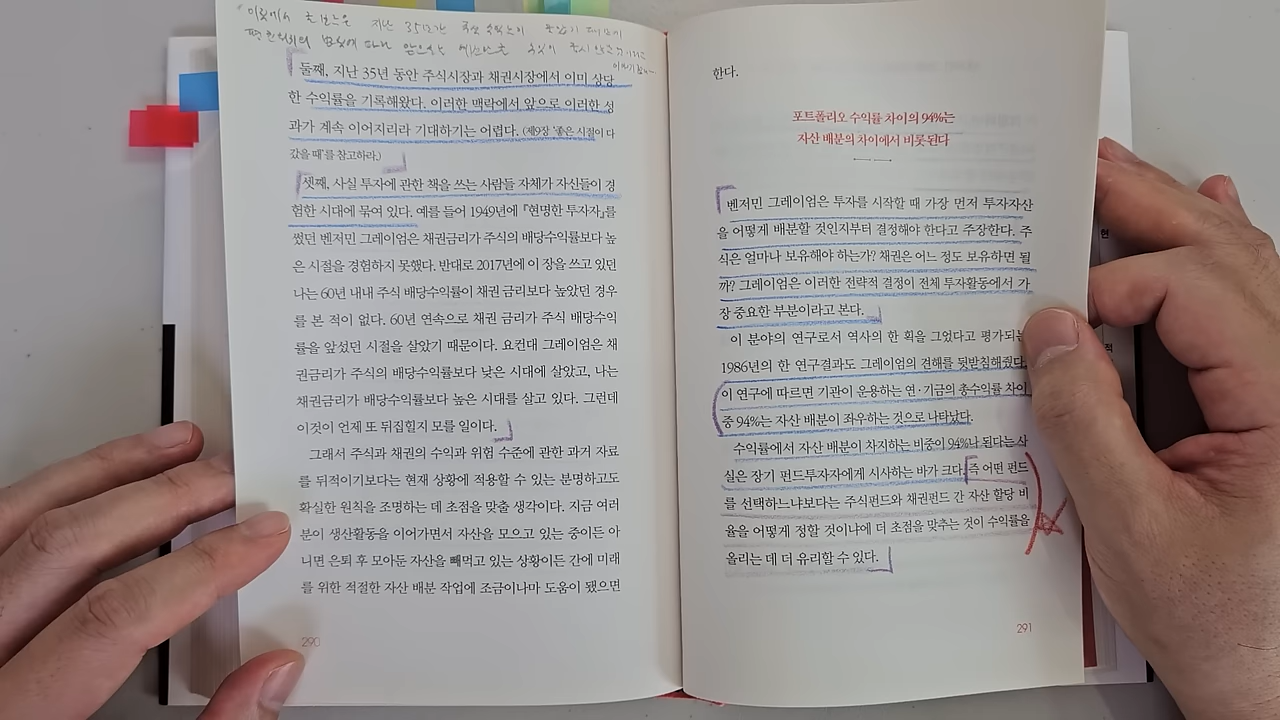 지난 35년간
둘째, 지난 35년 동안 주식시장과 채권시장에서 이미 상당
한 수익률을 기록해왔다. 이러한 맥락에서 앞으로 이러한 성
과가 계속 이어지리라 기대하기는 어렵다. (제9장 '좋은 시절이 다
갔을 때'를 참고하라.)
셋째, 사실 투자에 관한 책을 쓰는 사람들 자체가 자신들이 경
험한 시대에 묶여 있다. 예를 들어 1949년에 『현명한 투자자』를
썼던 벤저민 그레이엄은 채권금리가 주식의 배당수익률보다 높
은 시절을 경험하지 못했다. 반대로 2017년에 이 장을 쓰고 있던
나는 60년 내내 주식 배당수익률이 채권 금리보다 높았던 경우
를 본 적이 없다. 60년 연속으로 채권 금리가 주식 배당수익
률을 앞섰던 시절을 살았기 때문이다. 요컨대 그레이엄은 채
권금리가 주식의 배당수익률보다 낮은 시대에 살았고, 나는
채권금리가 배당수익률보다 높은 시대를 살고 있다. 그런데
이것이 언제 또 뒤집힐지 모를 일이다.
그래서 주식과 채권의 수익과 위험 수준에 관한 과거 자료
를 뒤적이기보다는 현재 상황에 적용할 수 있는 분명하고도
확실한 원칙을 조명하는 데 초점을 맞출 생각이다. 지금 여러
분이 생산활동을 이어가면서 자산을 모으고 있는 중이든 아
니면 은퇴 후 모아둔 자산을 빼먹고 있는 상황이든 간에 미래
를 위한 적절한 자산 배분 작업에 조금이나마 도움이 됐으면
290
한다.
포트폴리오 수익률 차이의 94%는
자산 배분의 차이에서 비롯된다
벤저민 그레이엄은 투자를 시작할 때 가장 먼저 투자자산
을 어떻게 배분할 것인지부터 결정해야 한다고 주장한다. 주
식은 얼마나 보유해야 하는가? 채권은 어느 정도 보유하면 될
까? 그레이엄은 이러한 전략적 결정이 전체 투자활동에서 가
장 중요한 부분이라고 본다.
이 분야의 연구로서 역사의 한 획을 그었다고 평가되는
1986년의 한 연구결과도 그레이엄의 견해를 뒷받침해줬다.
이 연구에 따르면 기관이 운용하는 연·기금의 총수익률 차이
중 94%는 자산 배분이 좌우하는 것으로 나타났다.
수익률에서 자산 배분이 차지하는 비중이 94%나 된다는 사
실은 장기 펀드투자자에게 시사하는 바가 크다. 즉 어떤 펀드
를 선택하느냐보다는 주식펀드와 채권펀드 간 자산 할당 비
율을 어떻게 정할 것이냐에 더 초점을 맞추는 것이 수익률을
올리는 데 더 유리할 수 있다.
291
현
적